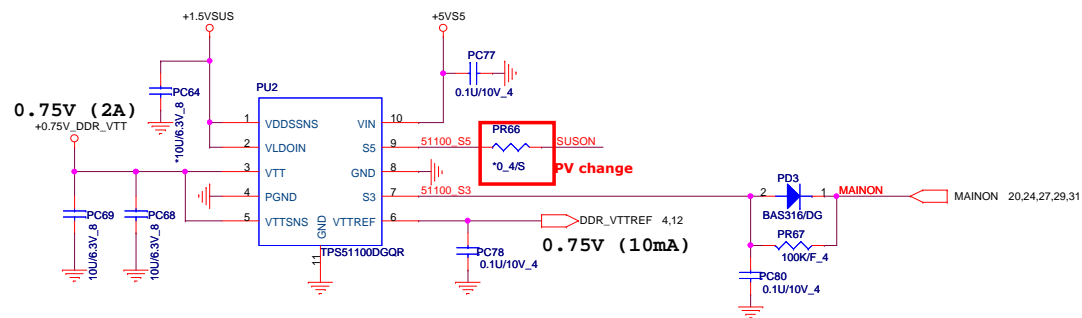 +1.5VSUS
+5VS5
PC77
0.1U/10V_4
PC64
*10U/6.3V_8
PU2
0.75V (2A)
+0.75V_DDR_VTT
1 VDDSSNS VIN 10
2 VLDOIN S5 9
3 VTT GND 8
4 PGND S3 7
5 VTTSNS VTTREF 6
GND
11
TPS51100DGQR
51100_S5
PR66
SUSON
*0_4/S
PV change
51100_S3
PD3
2 1
BAS316/DG
MAINON
MAINON 20,24,27,29,31
PR67
100K/F_4
PC69
10U/6.3V_8
PC68
10U/6.3V_8
DDR_VTTREF 4,12
0.75V (10mA)
PC78
0.1U/10V_4
PC80
0.1U/10V_4